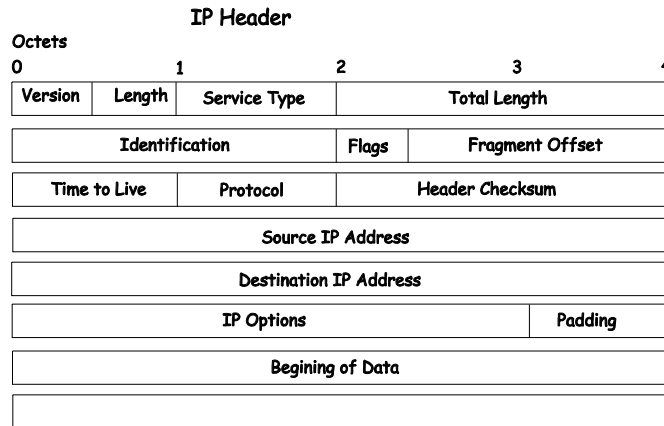 IP Header
Octets
0 1 2 3 4
Version Length Service Type Total Length
Identification Flags Fragment Offset
Time to Live Protocol Header Checksum
Source IP Address
Destination IP Address
IP Options Padding
Begining of Data